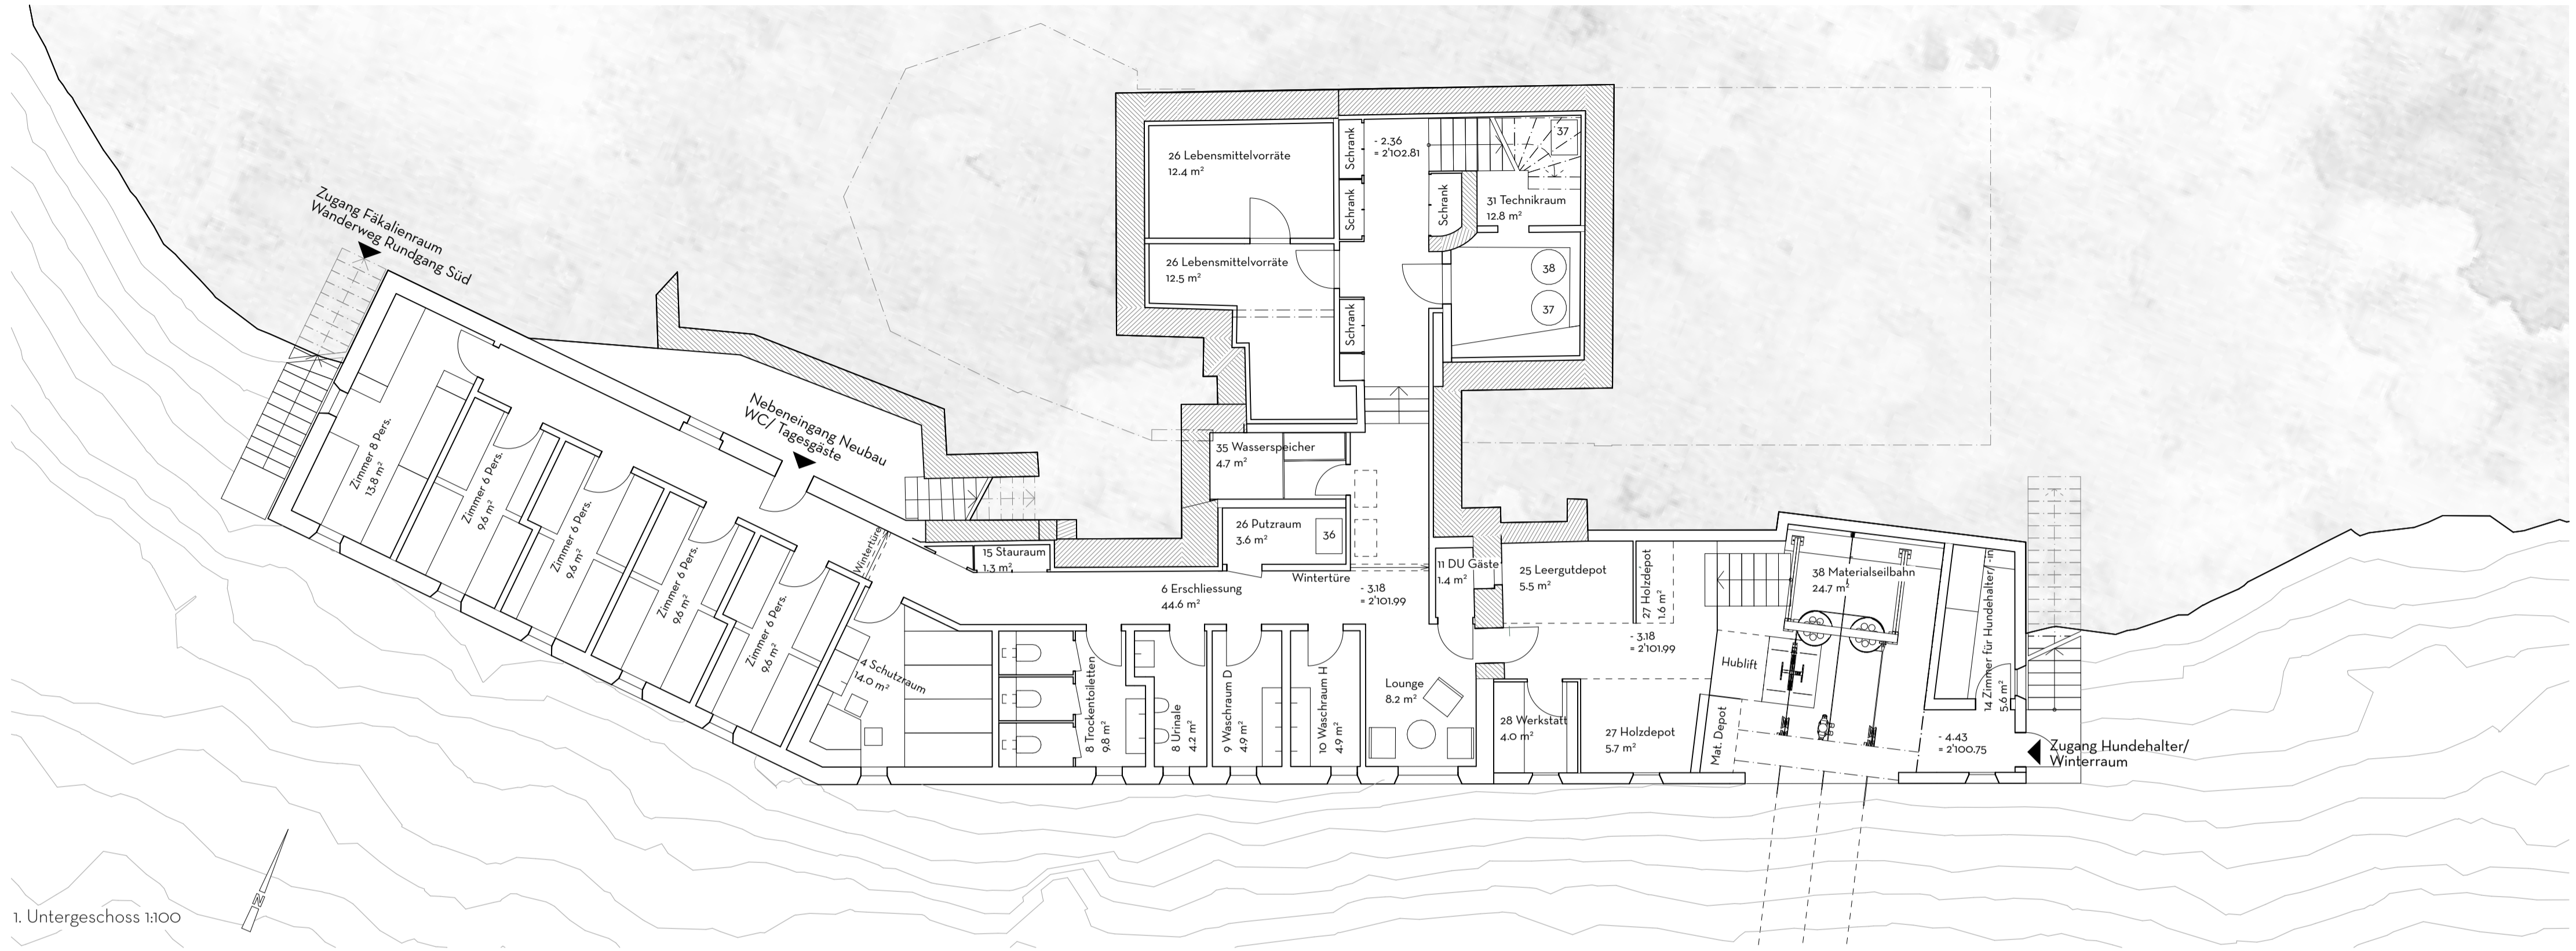 Zugang Fäkalienraum
Wanderweg Rundgang Süd
Nebeneingang Neubau
WC/ Tagesgäste
26 Lebensmittelvorräte
12.4 m²
26 Lebensmittelvorräte
12.5 m²
Schrank
Schrank
Schrank
Schrank
- 2.36
= 2'102.81
37
31 Technikraum
12.8 m²
38
37
35 Wasserspeicher
4.7 m²
26 Putzraum
3.6 m²
36
Wintertüre
Wintertüre
15 Stauraum
1.3 m²
6 Erschliessung
44.6 m²
- 3.18
= 2'101.99
11 DU Gäste
1.4 m²
25 Leergutdepot
5.5 m²
27 Holzdepot
1.6 m²
- 3.18
= 2'101.99
38 Materialseilbahn
24.7 m²
Hublift
Mat. Depot
14 Zimmer für Hundehalter/ -in
5.6 m²
- 4.43
= 2'100.75
Zugang Hundehalter/
Winterraum
Zimmer 8 Pers.
13.8 m²
Zimmer 6 Pers.
9.6 m²
Zimmer 6 Pers.
9.6 m²
Zimmer 6 Pers.
9.6 m²
Zimmer 6 Pers.
9.6 m²
4 Schutzraum
14.0 m²
8 Trockentoiletten
9.8 m²
8 Urinale
4.2 m²
9 Waschraum D
4.9 m²
10 Waschraum H
4.9 m²
Lounge
8.2 m²
28 Werkstatt
4.0 m²
27 Holzdepot
5.7 m²
N
1. Untergeschoss 1:100